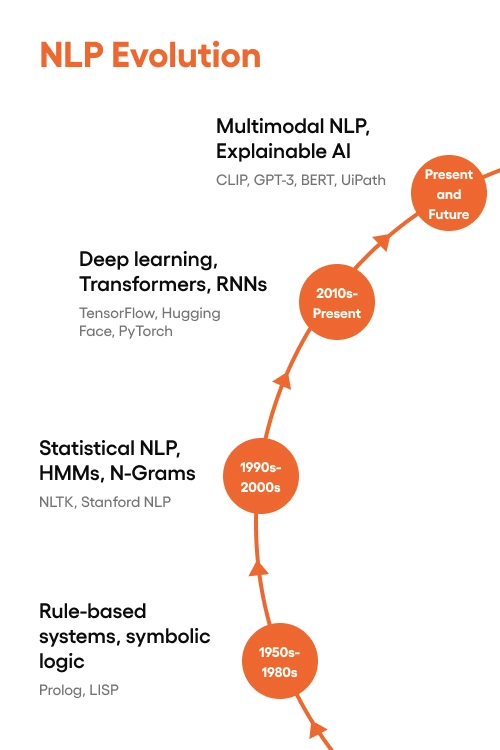 NLP Evolution
Multimodal NLP,
Explainable AI
CLIP, GPT-3, BERT, UiPath
Present
and
Future
Deep learning,
Transformers, RNNs
TensorFlow, Hugging
Face, PyTorch
2010s-
Present
Statistical NLP,
HMMs, N-Grams
NLTK, Stanford NLP
1990s-
2000s
Rule-based
systems, symbolic
logic
Prolog, LISP
1950s-
1980s